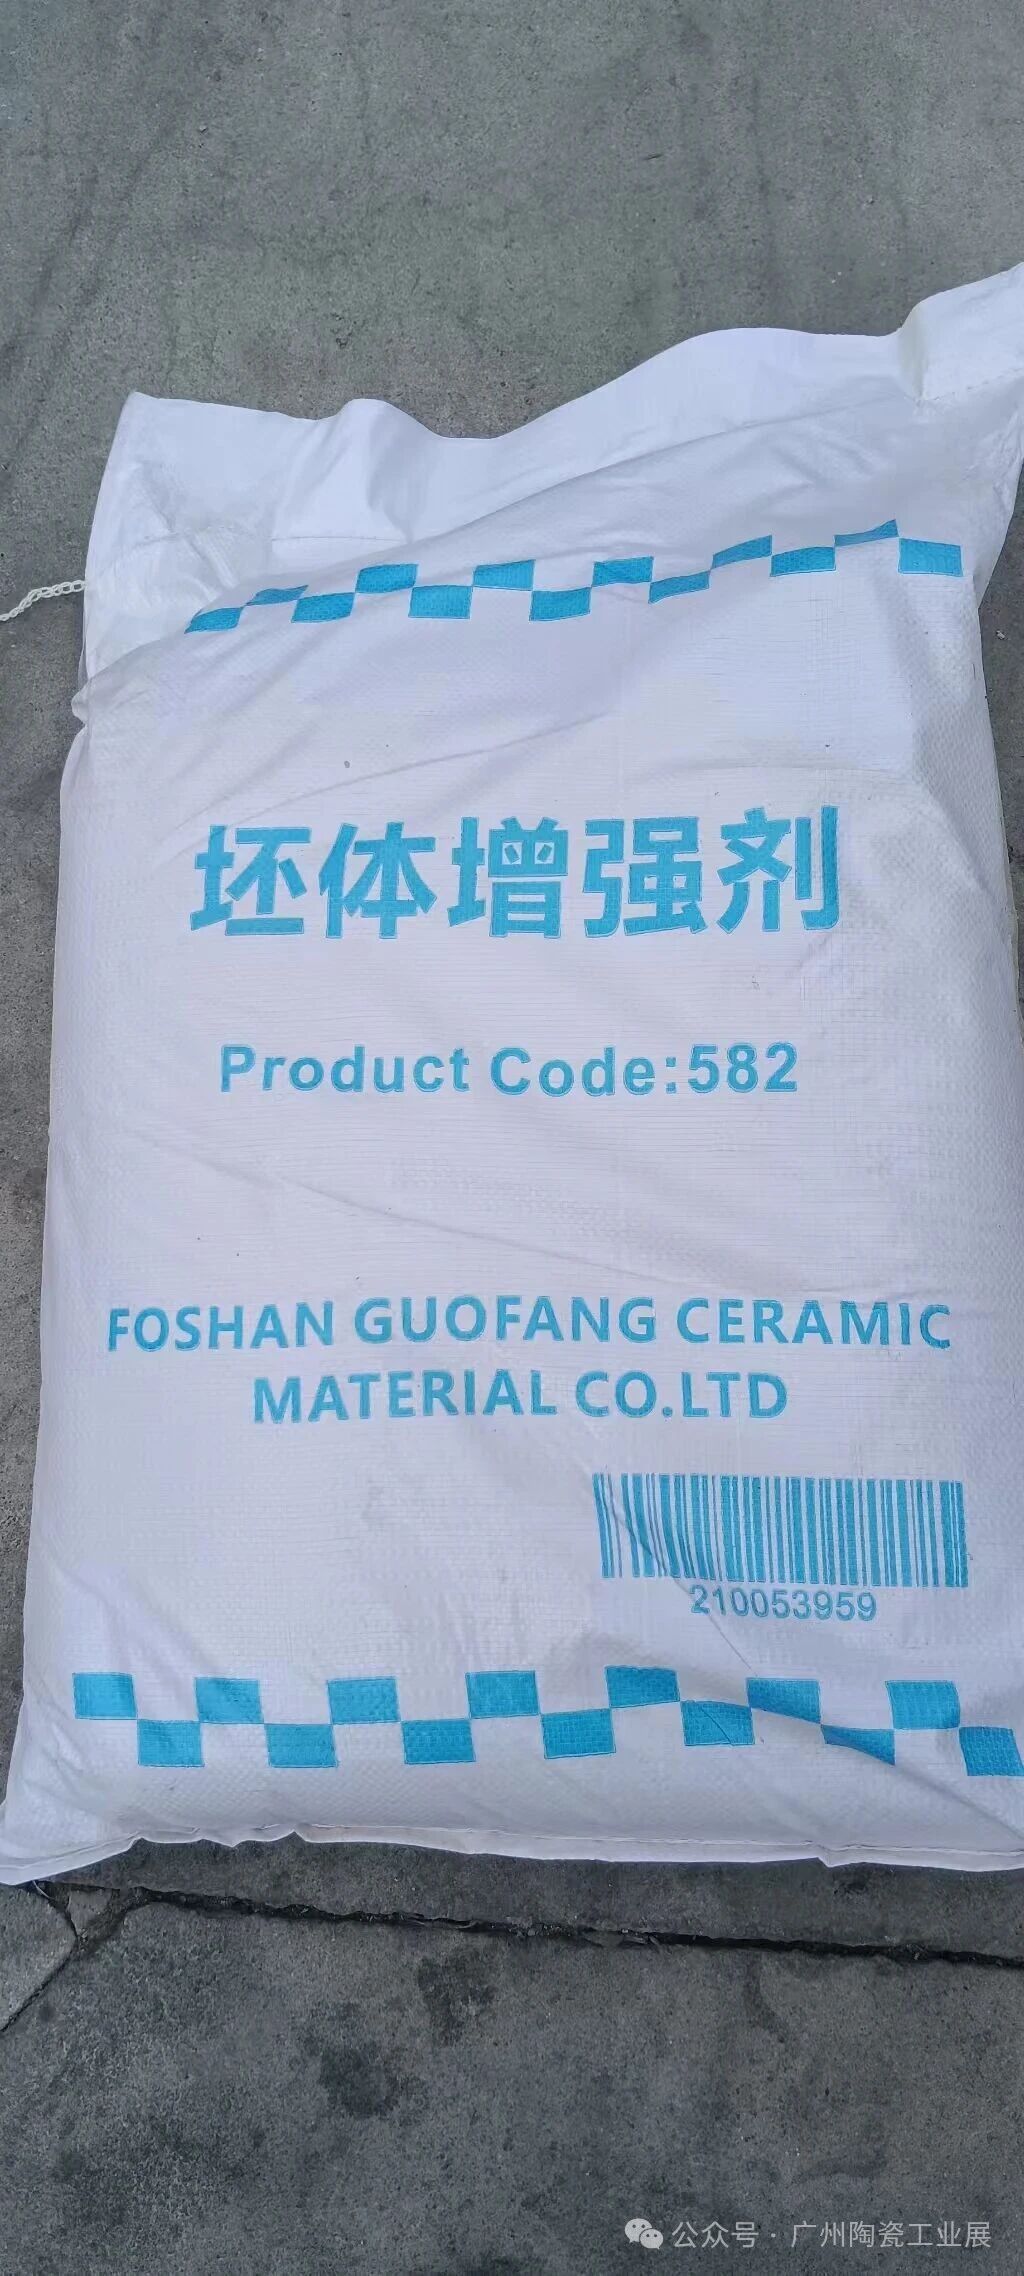 坯体增强剂
Product Code:582
FOSHAN GUOFANG CERAMIC
MATERIAL CO.LTD
210053959
公众号 · 广州陶瓷工业展